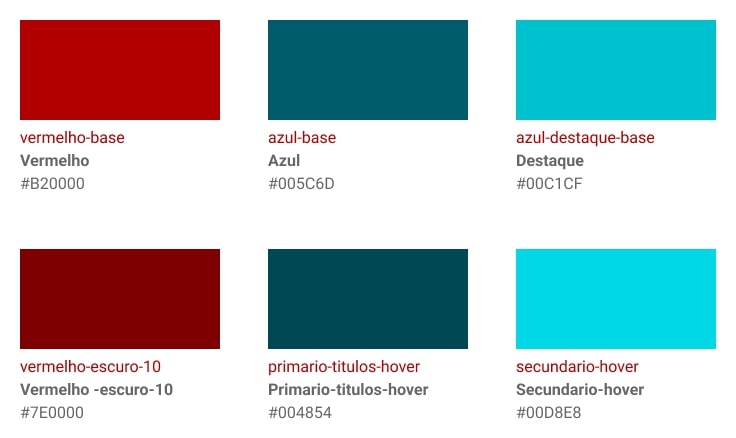 vermelho-base
Vermelho
#B20000
azul-base
Azul
#005C6D
azul-destaque-base
Destaque
#00C1CF
vermelho-escuro-10
Vermelho -escuro-10
#7E0000
primario-titulos-hover
Primario-titulos-hover
#004854
secundario-hover
Secundario-hover
#00D8E8